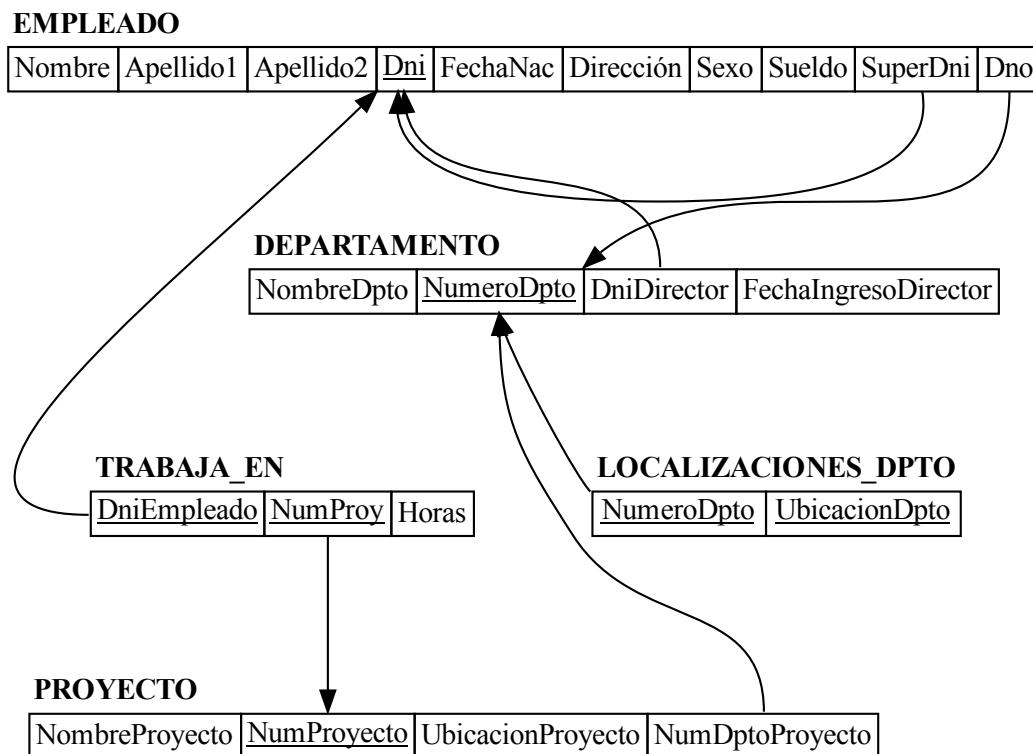 EMPLEADO
Nombre Apellido1 Apellido2 Dni FechaNac Dirección Sexo Sueldo SuperDni Dno
DEPARTAMENTO
NombreDpto NumeroDpto DniDirector FechaIngresoDirector
TRABAJA_EN
DniEmpleado NumProy Horas
LOCALIZACIONES_DPTO
NumeroDpto UbicacionDpto
PROYECTO
NombreProyecto NumProyecto UbicacionProyecto NumDptoProyecto